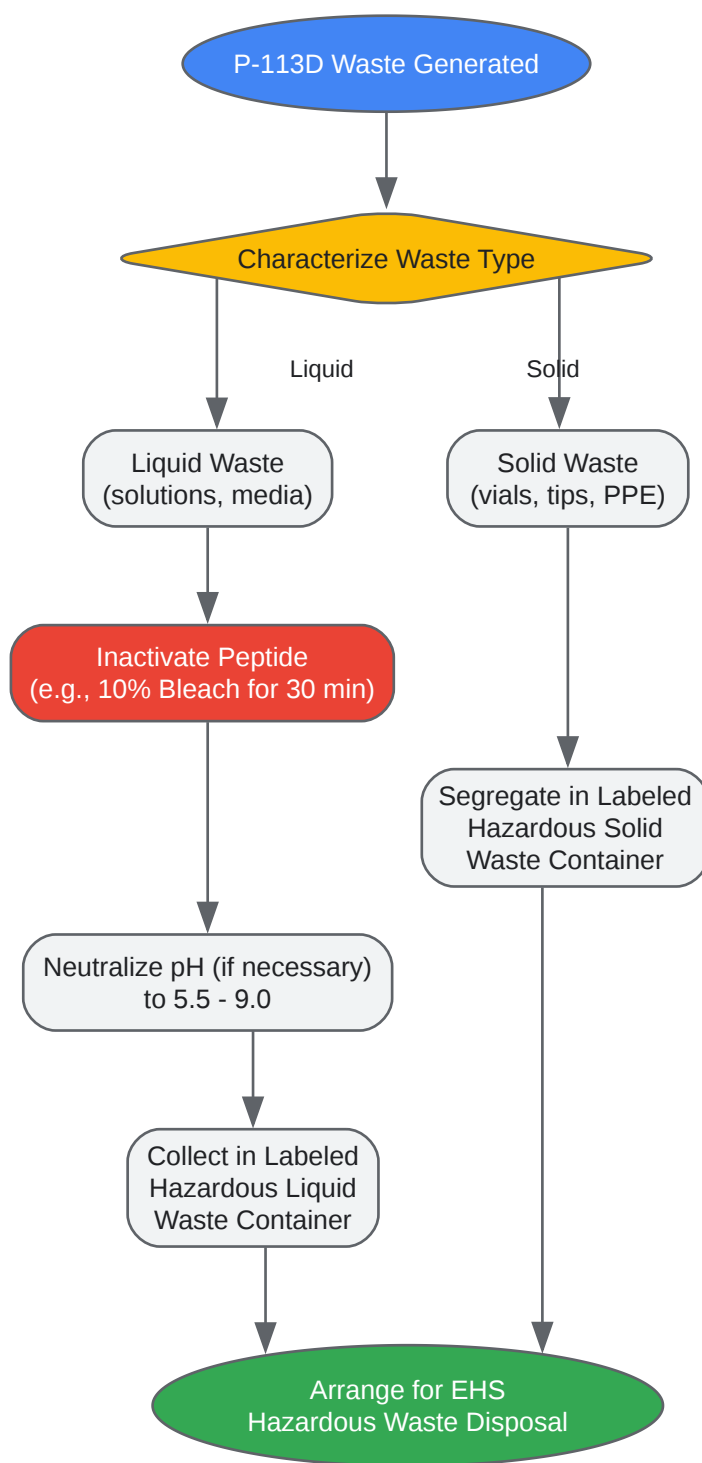 P-113D Waste Generated
Characterize Waste Type
Liquid
Solid
Liquid Waste
(solutions, media)
Solid Waste
(vials, tips, PPE)
Inactivate Peptide
(e.g., 10% Bleach for 30 min)
Segregate in Labeled
Hazardous Solid
Waste Container
Neutralize pH (if necessary)
to 5.5 - 9.0
Collect in Labeled
Hazardous Liquid
Waste Container
Arrange for EHS
Hazardous Waste Disposal